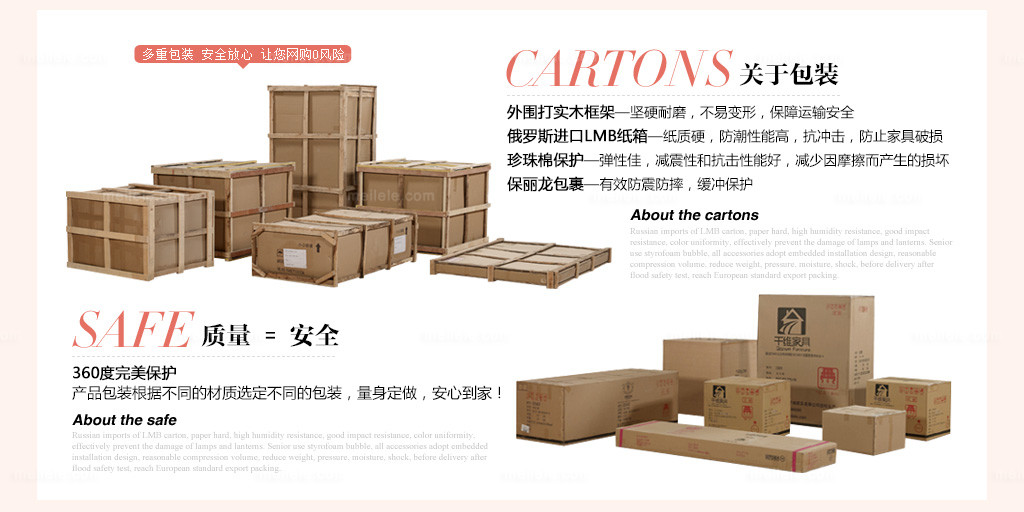 多重包装 安全放心 让您网购0风险
CARTONS 关于包装
外围打实木框架—坚硬耐磨，不易变形，保障运输安全
俄罗斯进口LMB纸箱—纸质硬，防潮性能高，抗冲击，防止家具破损
珍珠棉保护—弹性佳，减震性和抗击性能好，减少因摩擦而产生的损坏
保丽龙包裹—有效防震防摔，缓冲保护
About the cartons
Russian imports of LMB carton, paper hard, high humidity resistance, good impact
resistance, color uniformity, effectively prevent the damage of lamps and lanterns. Senior
use styrofoam bubble, all accessories adopt embedded installation design, reasonable
compression volume, reduce weight, pressure, moisture, shock, before delivery after
flood safety test, reach European standard export packing.
meilele.com
SAFE 质量 = 安全
360度完美保护
产品包装根据不同的材质选定不同的包装，量身定做，安心到家！
About the safe
Russian imports of LMB carton, paper hard, high humidity resistance, good impact resistance, color uniformity,
effectively prevent the damage of lamps and lanterns. Senior use styrofoam bubble, all accessories adopt embedded
installation design, reasonable compression volume, reduce weight, pressure, moisture, shock, before delivery after
flood safety test, reach European standard export packing.
家具